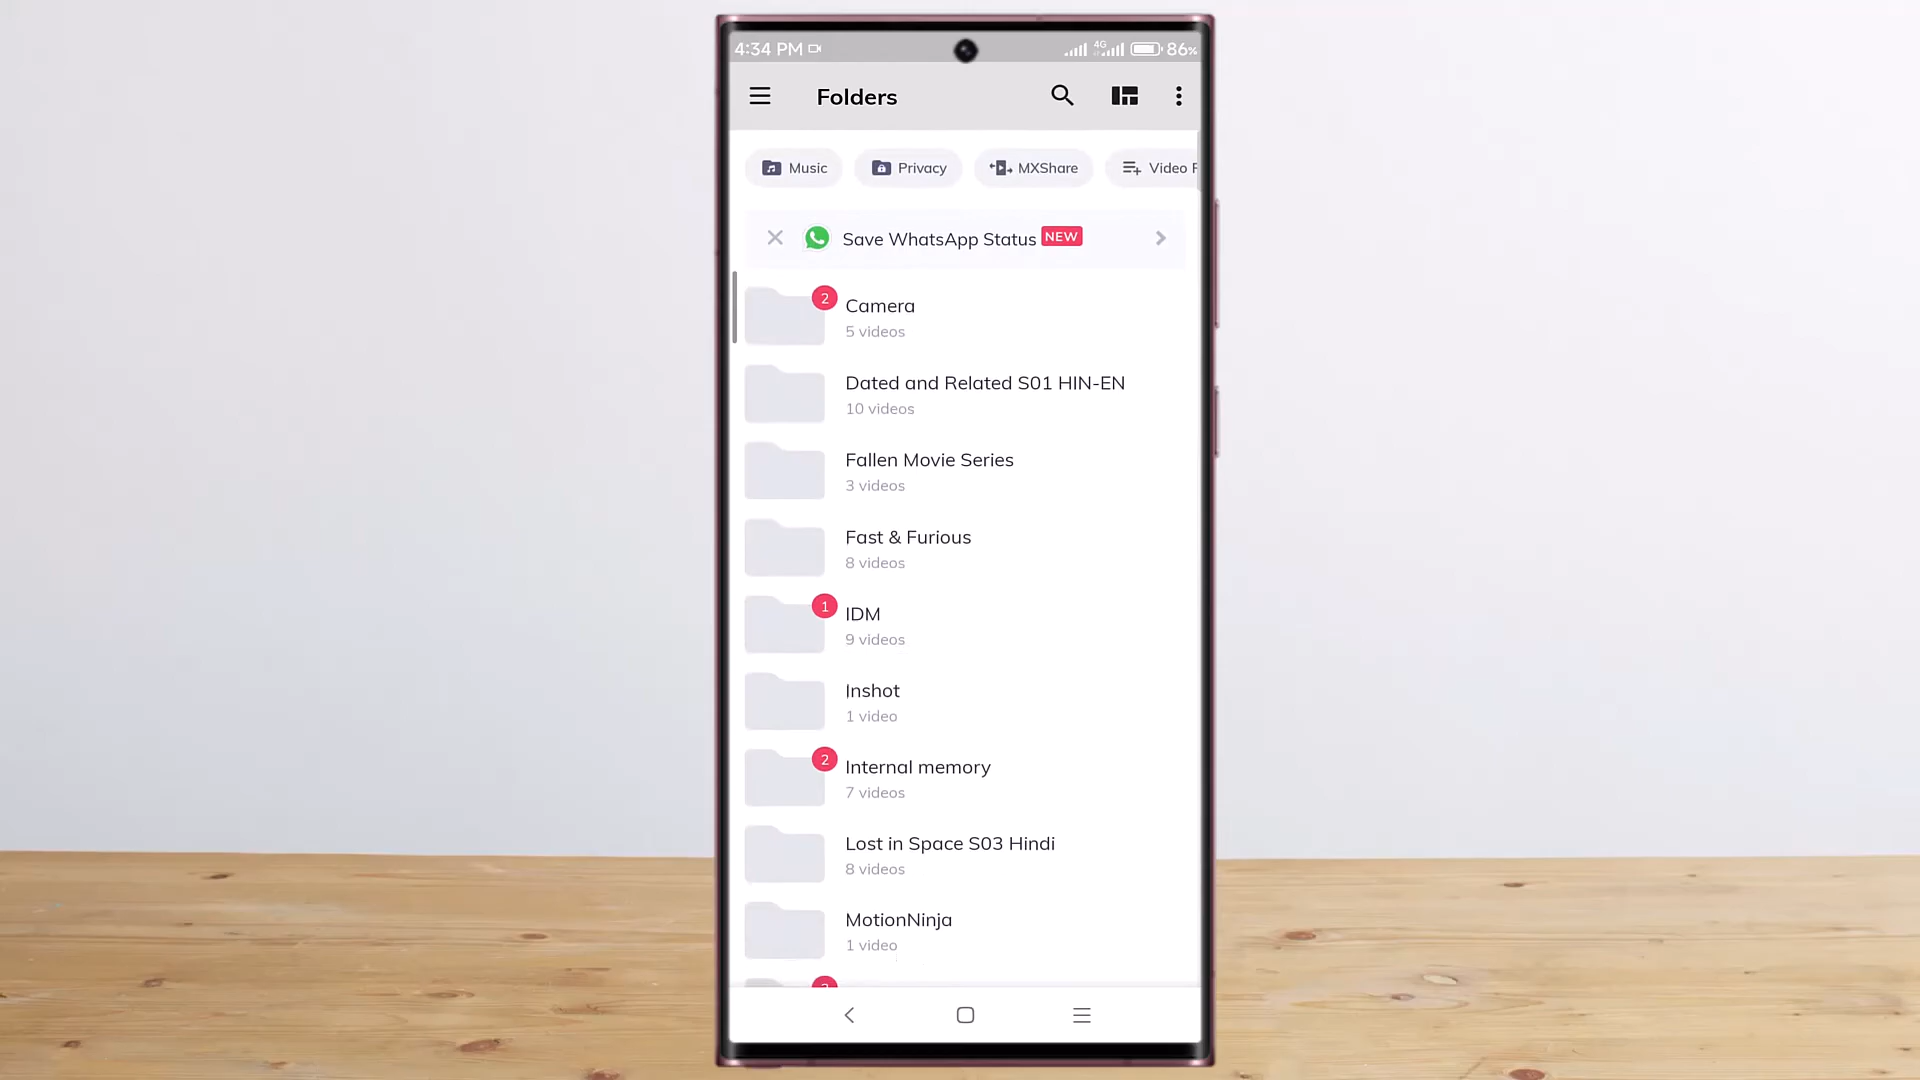 4:34 PM 4G 86%
Folders
Music Privacy MXShare Video
Save WhatsApp Status NEW
2
Camera
5 videos
Dated and Related S01 HIN-EN
10 videos
Fallen Movie Series
3 videos
Fast & Furious
8 videos
1
IDM
9 videos
Inshot
1 video
2
Internal memory
7 videos
Lost in Space S03 Hindi
8 videos
MotionNinja
1 video